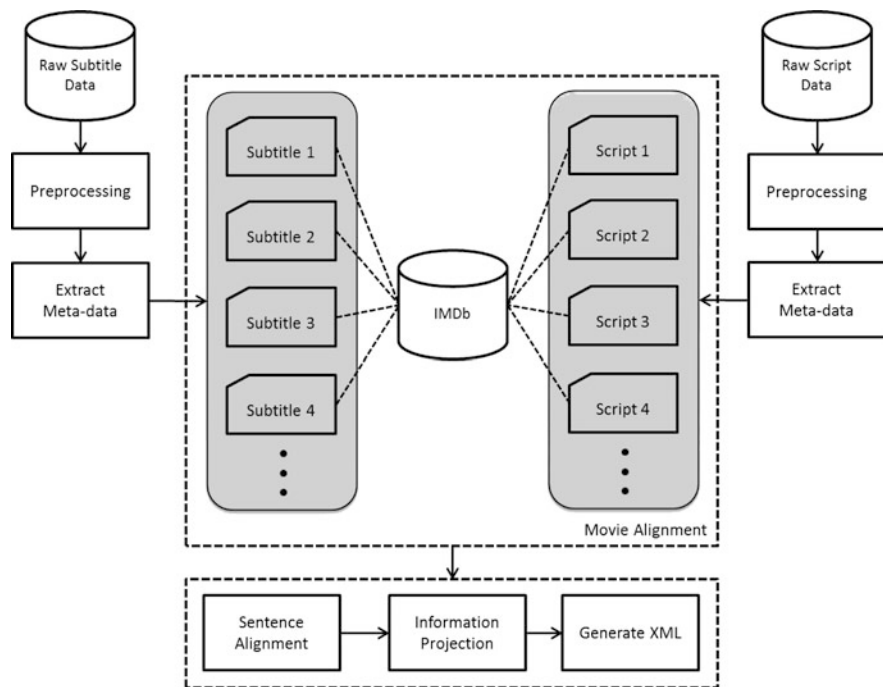 Raw Subtitle
Data
Preprocessing
Extract
Meta-data
Subtitle 1
Subtitle 2
Subtitle 3
Subtitle 4
IMDb
Script 1
Script 2
Script 3
Script 4
Movie Alignment
Raw Script
Data
Preprocessing
Extract
Meta-data
Sentence
Alignment
Information
Projection
Generate XML